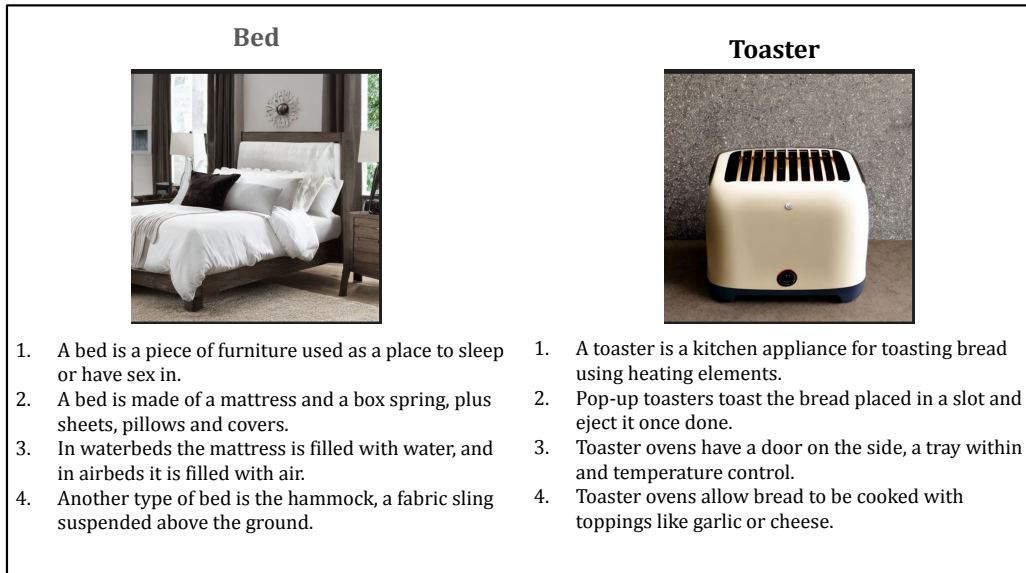 Bed
1. A bed is a piece of furniture used as a place to sleep
or have sex in.
2. A bed is made of a mattress and a box spring, plus
sheets, pillows and covers.
3. In waterbeds the mattress is filled with water, and
in airbeds it is filled with air.
4. Another type of bed is the hammock, a fabric sling
suspended above the ground.
Toaster
1. A toaster is a kitchen appliance for toasting bread
using heating elements.
2. Pop-up toasters toast the bread placed in a slot and
eject it once done.
3. Toaster ovens have a door on the side, a tray within
and temperature control.
4. Toaster ovens allow bread to be cooked with
toppings like garlic or cheese.